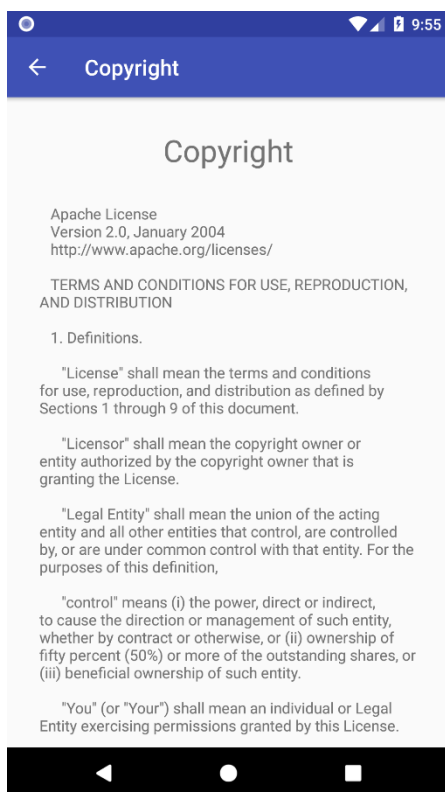 9:55
Copyright
Copyright
Apache License
Version 2.0, January 2004
http://www.apache.org/licenses/
TERMS AND CONDITIONS FOR USE, REPRODUCTION,
AND DISTRIBUTION
1. Definitions.
"License" shall mean the terms and conditions
for use, reproduction, and distribution as defined by
Sections 1 through 9 of this document.
"Licensor" shall mean the copyright owner or
entity authorized by the copyright owner that is
granting the License.
"Legal Entity" shall mean the union of the acting
entity and all other entities that control, are controlled
by, or are under common control with that entity. For the
purposes of this definition,
"control" means (i) the power, direct or indirect,
to cause the direction or management of such entity,
whether by contract or otherwise, or (ii) ownership of
fifty percent (50%) or more of the outstanding shares, or
(iii) beneficial ownership of such entity.
"You" (or "Your") shall mean an individual or Legal
Entity exercising permissions granted by this License.